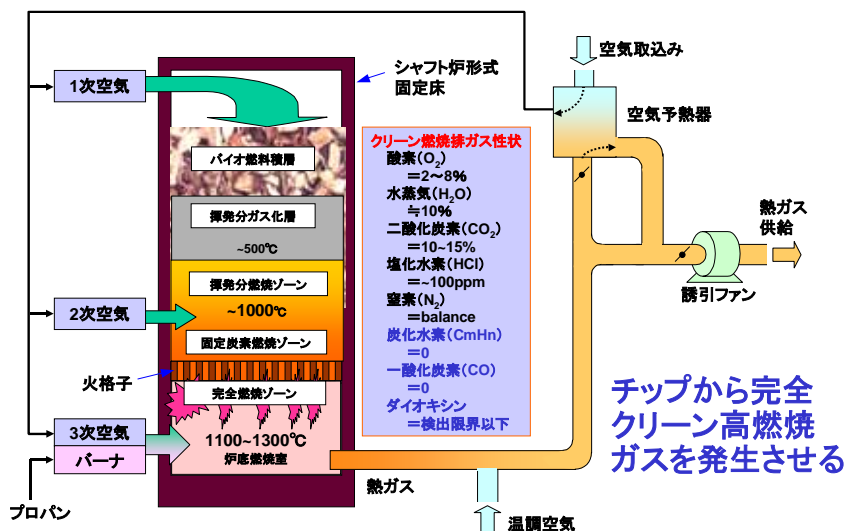 空気取込み
1次空気
シャフト炉形式
固定床
空気予熱器
バイオ燃料積層
クリーン燃焼排ガス性状
酸素(O2)
=2~8%
水蒸気(H2O)
≒10%
二酸化炭素(CO2)
=10~15%
塩化水素(HCl)
=~100ppm
窒素(N2)
=balance
炭化水素(CmHn)
=0
一酸化炭素(CO)
=0
ダイオキシン
=検出限界以下
揮発分ガス化層
~500℃
熱ガス
供給
揮発分燃焼ゾーン
~1000℃
2次空気
誘引ファン
固定炭素燃焼ゾーン
火格子
完全燃焼ゾーン
チップから完全
クリーン高燃焼
ガスを発生させる
3次空気
1100~1300℃
炉底燃焼室
バーナ
熱ガス
プロパン
温調空気